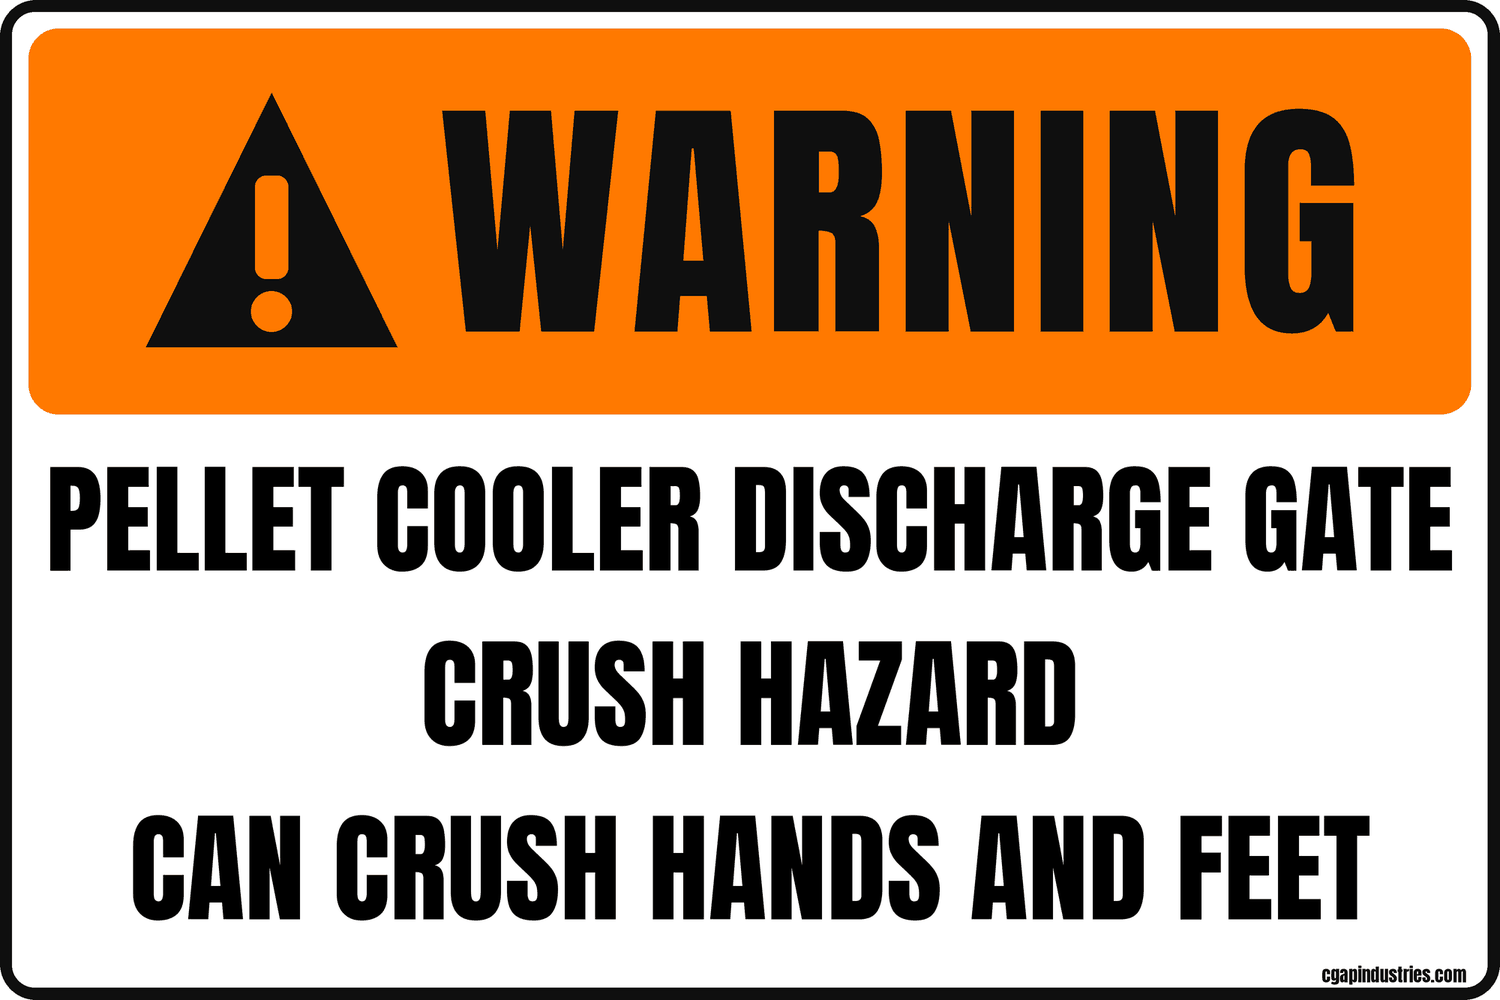 WARNING
PELLET COOLER DISCHARGE GATE
CRUSH HAZARD
CAN CRUSH HANDS AND FEET
cgapindustries.com